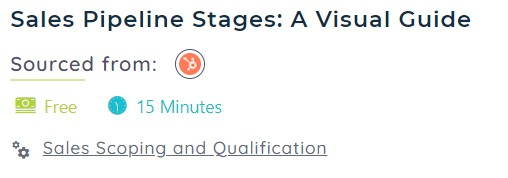 Sales Pipeline Stages: A Visual Guide
Sourced from:
Free 15 Minutes
Sales Scoping and Qualification